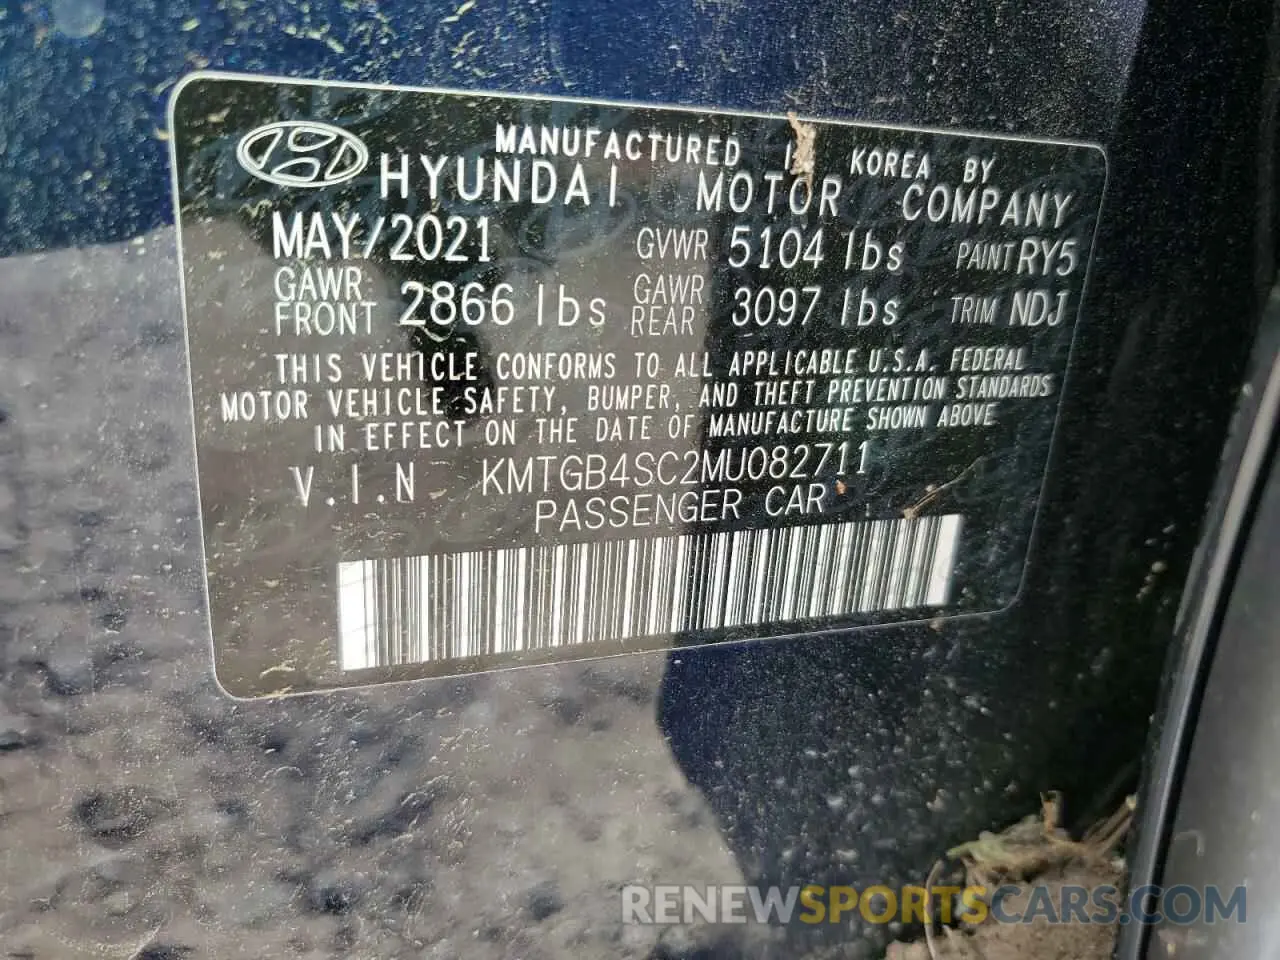 MANUFACTURED IN KOREA BY
HYUNDAI MOTOR COMPANY
MAY/2021 GVWR 5104 lbs PAINT RY5
GAWR FRONT 2866 lbs GAWR REAR 3097 lbs TRIM NDJ
THIS VEHICLE CONFORMS TO ALL APPLICABLE U.S.A. FEDERAL
MOTOR VEHICLE SAFETY, BUMPER, AND THEFT PREVENTION STANDARDS
IN EFFECT ON THE DATE OF MANUFACTURE SHOWN ABOVE
V.I.N KMTGB4SC2MU082711
PASSENGER CAR
RENEWSPORTSCARS.COM